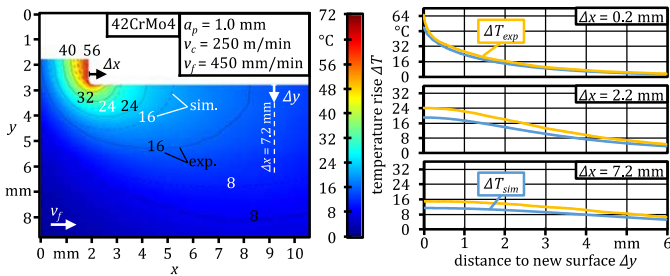 42CrMo4
aₚ = 1.0 mm
v꜀ = 250 m/min
v_f = 450 mm/min
0
1
2
3
4
5
6
mm
8
y
40 56
Δx
32
24
24
16
sim.
16
exp.
Δy
Δx = 7.2 mm
8
8
v_f
0 1 2 3 4 5 6 7 8 mm 10
x
72
°C
56
48
40
32
24
16
8
0
temperature rise ΔT
64
°C
32
16
0
ΔT_exp
Δx = 0.2 mm
32
24
16
8
0
Δx = 2.2 mm
32
24
16
8
0
ΔT_sim
Δx = 7.2 mm
0 1 2 3 4 mm 6
distance to new surface Δy